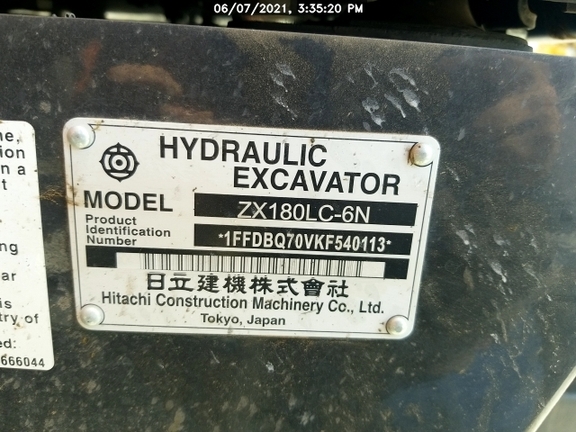 06/07/2021, 3:35:20 PM
HYDRAULIC
EXCAVATOR
MODEL ZX180LC-6N
Product
Identification
Number *1FFDBQ70VKF540113*
日立建機株式會社
Hitachi Construction Machinery Co., Ltd.
Tokyo, Japan
ne,
ion
n a
t
ng
ar
is
try of
ed:
666044